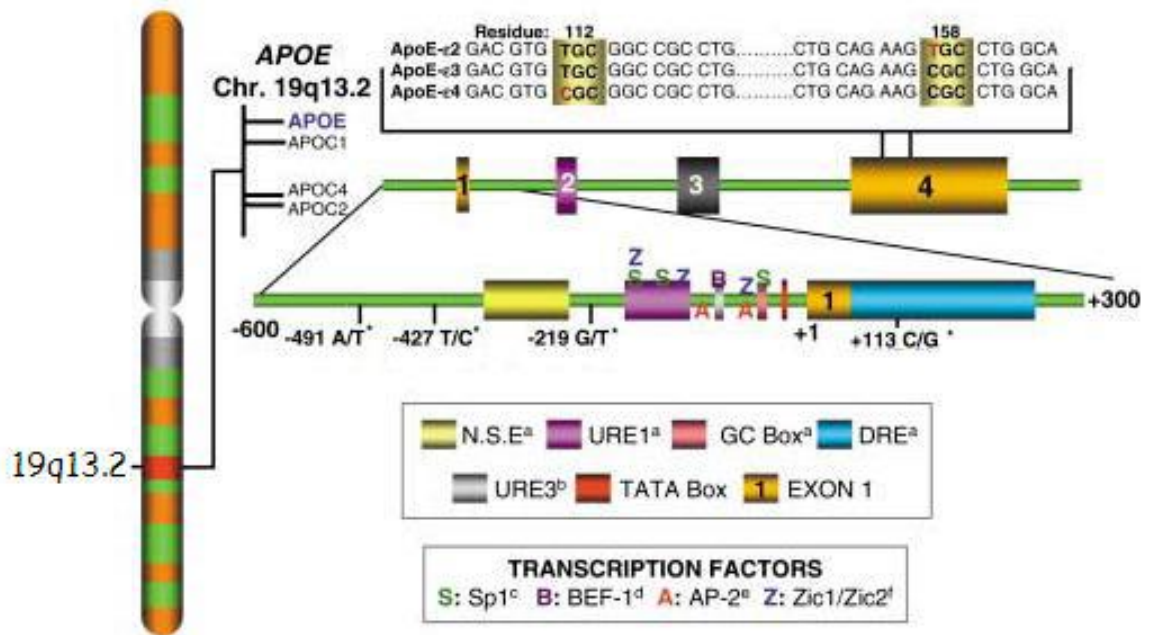 Residue: 112 158
ApoE-ε2 GAC GTG TGC GGC CGC CTG..........CTG CAG AAG TGC CTG GCA
ApoE-ε3 GAC GTG TGC GGC CGC CTG..........CTG CAG AAG CGC CTG GCA
ApoE-ε4 GAC GTG CGC GGC CGC CTG..........CTG CAG AAG CGC CTG GCA
APOE
Chr. 19q13.2
APOE
APOC1
APOC4
APOC2
1 2 3 4
Z
S S Z B Z S
A A
1
-600 -491 A/T* -427 T/C* -219 G/T* +1 +113 C/G * +300
19q13.2
N.S.Eª URE1ª GC Boxª DREª
URE3ᵇ TATA Box 1 EXON 1
TRANSCRIPTION FACTORS
S: Sp1ᶜ B: BEF-1ᵈ A: AP-2ᵉ Z: Zic1/Zic2ᶠ